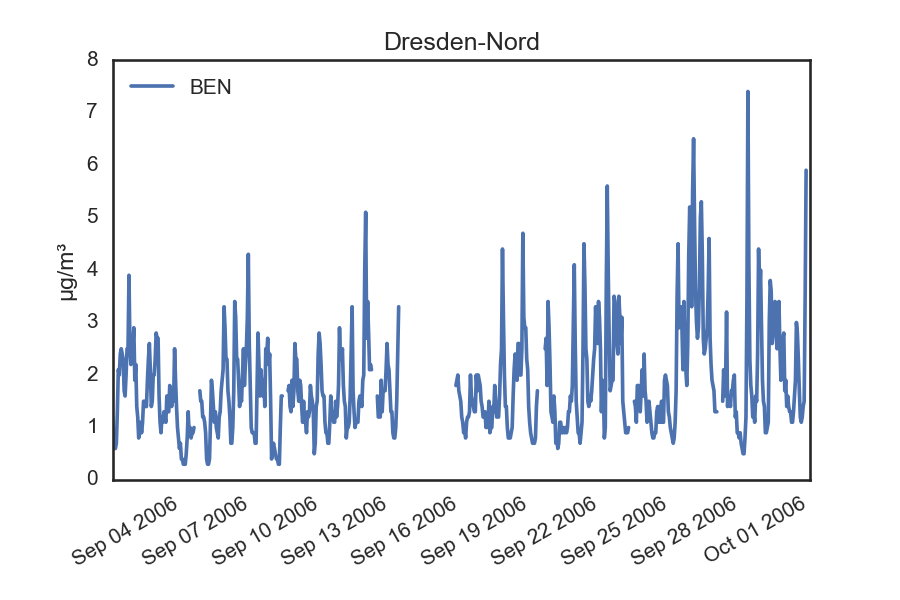 Dresden-Nord
BEN
µg/m³
8
7
6
5
4
3
2
1
0
Sep 04 2006
Sep 07 2006
Sep 10 2006
Sep 13 2006
Sep 16 2006
Sep 19 2006
Sep 22 2006
Sep 25 2006
Sep 28 2006
Oct 01 2006